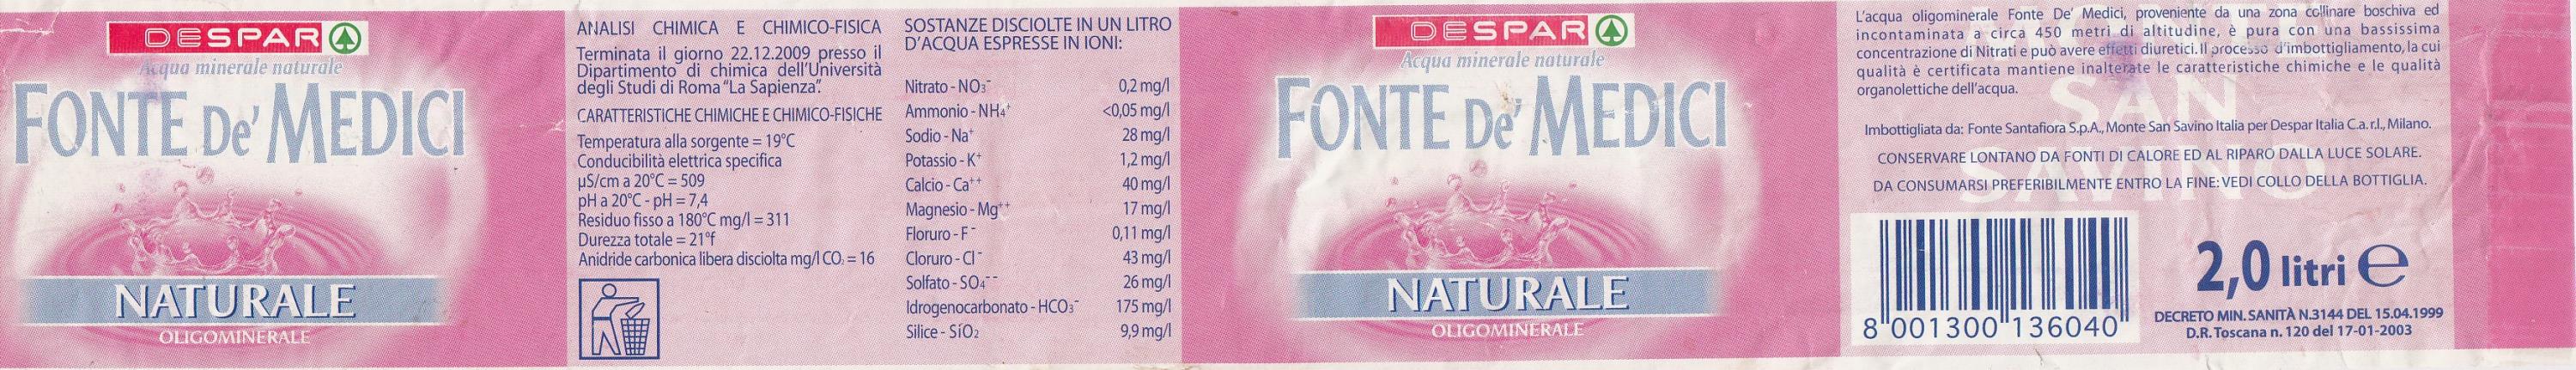 DESPAR
Acqua minerale naturale
FONTE De' MEDICI
NATURALE
OLIGOMINERALE
ANALISI CHIMICA E CHIMICO-FISICA
Terminata il giorno 22.12.2009 presso il
Dipartimento di chimica dell'Università
degli Studi di Roma "La Sapienza".
CARATTERISTICHE CHIMICHE E CHIMICO-FISICHE
Temperatura alla sorgente = 19°C
Conducibilità elettrica specifica
µS/cm a 20°C = 509
pH a 20°C - pH = 7,4
Residuo fisso a 180°C mg/l = 311
Durezza totale = 21°f
Anidride carbonica libera disciolta mg/l CO₂ = 16
SOSTANZE DISCIOLTE IN UN LITRO
D'ACQUA ESPRESSE IN IONI:
Nitrato - NO₃⁻ 0,2 mg/l
Ammonio - NH₄⁺ <0,05 mg/l
Sodio - Na⁺ 28 mg/l
Potassio - K⁺ 1,2 mg/l
Calcio - Ca⁺⁺ 40 mg/l
Magnesio - Mg⁺⁺ 17 mg/l
Floruro - F⁻ 0,11 mg/l
Cloruro - Cl⁻ 43 mg/l
Solfato - SO₄⁻⁻ 26 mg/l
Idrogenocarbonato - HCO₃⁻ 175 mg/l
Silice - SiO₂ 9,9 mg/l
DESPAR
Acqua minerale naturale
FONTE De' MEDICI
NATURALE
OLIGOMINERALE
L'acqua oligominerale Fonte De' Medici, proveniente da una zona collinare boschiva ed
incontaminata a circa 450 metri di altitudine, è pura con una bassissima
concentrazione di Nitrati e può avere effetti diuretici. Il processo d'imbottigliamento, la cui
qualità è certificata mantiene inalterate le caratteristiche chimiche e le qualità
organolettiche dell'acqua.
SAN
SAVINO
Imbottigliata da: Fonte Santafiora S.p.A., Monte San Savino Italia per Despar Italia C.a. r.l., Milano.
CONSERVARE LONTANO DA FONTI DI CALORE ED AL RIPARO DALLA LUCE SOLARE.
DA CONSUMARSI PREFERIBILMENTE ENTRO LA FINE: VEDI COLLO DELLA BOTTIGLIA.
8 001300 136040
2,0 litri e
DECRETO MIN. SANITÀ N.3144 DEL 15.04.1999
D.R. Toscana n. 120 del 17-01-2003